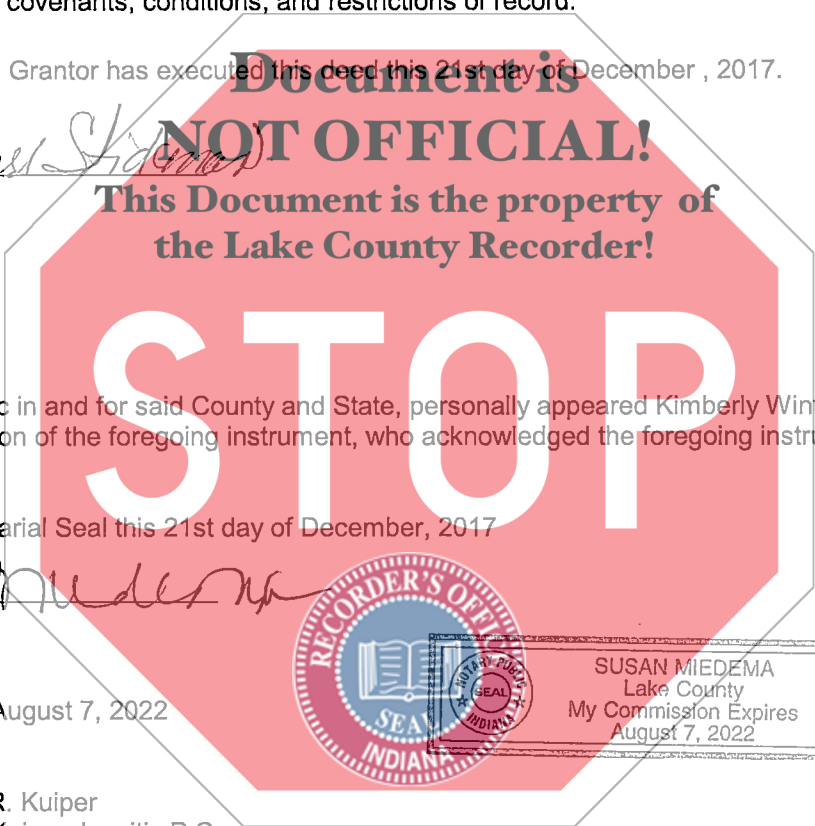 covenants, conditions, and restrictions of record.
Grantor has executed this deed this 21st day of December , 2017.
Document is
NOT OFFICIAL!
This Document is the property of
the Lake County Recorder!
STOP
in and for said County and State, personally appeared Kimberly
of the foregoing instrument, who acknowledged the foregoing
Seal this 21st day of December, 2017
RECORDER'S
SEAL
INDIANA
NOTARY PUBLIC
SEAL
INDIANA
SUSAN MIEDEMA
Lake County
My Commission Expires
August 7, 2022
August 7, 2022
R. Kuiper